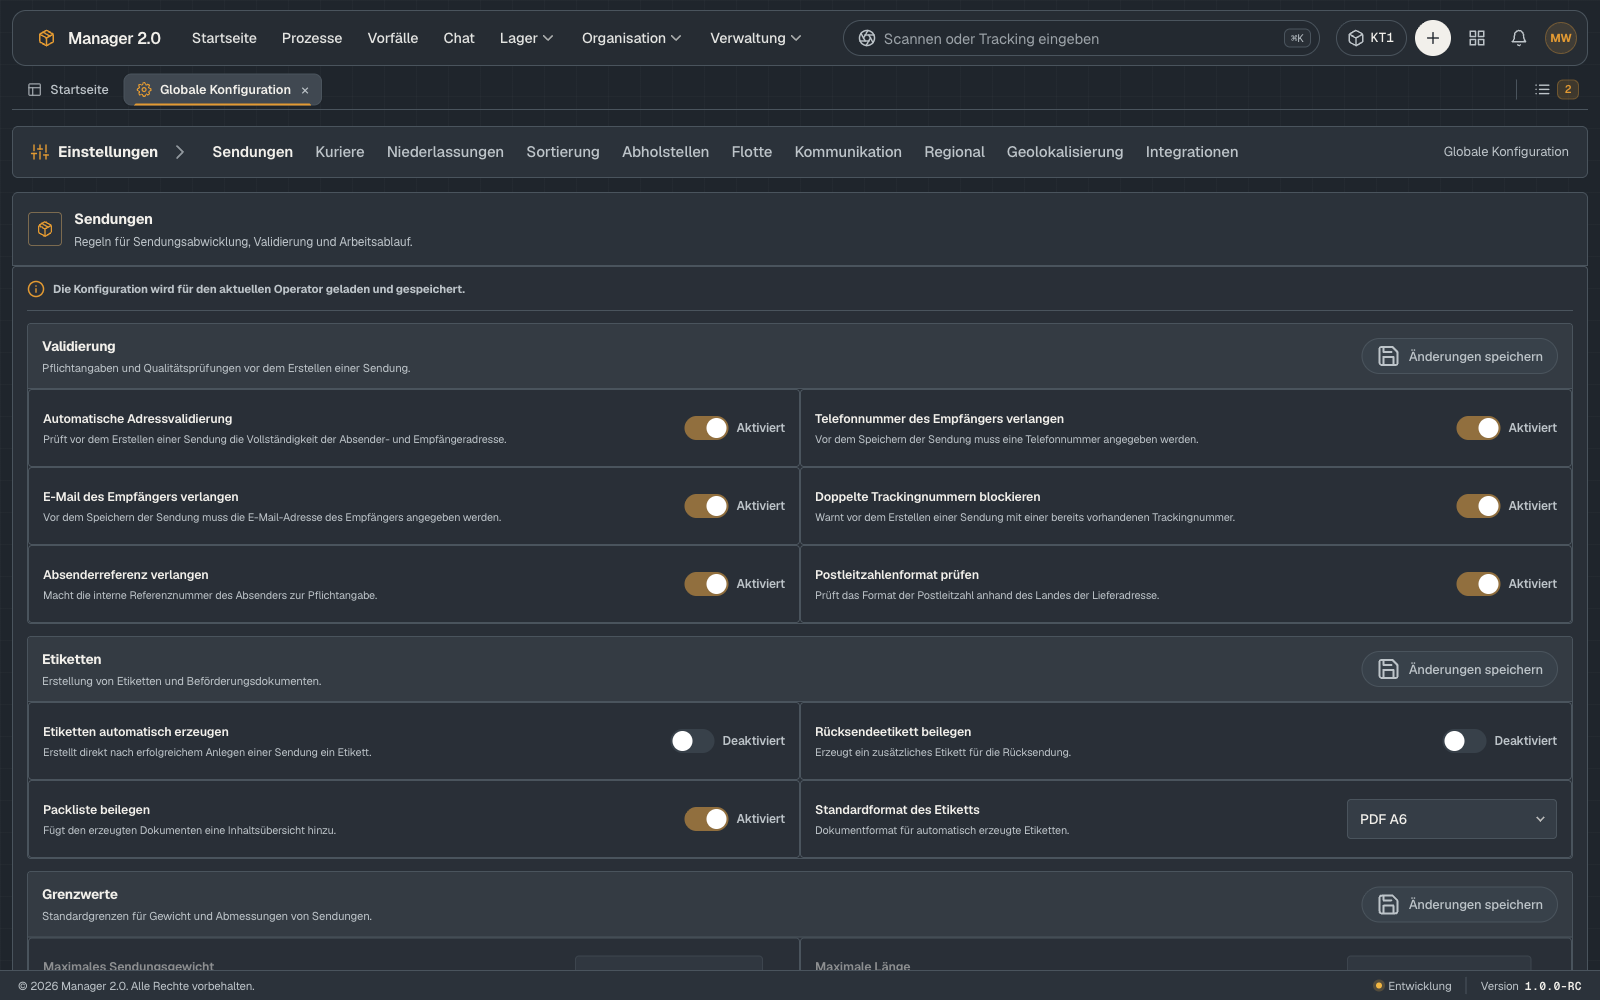 Manager 2.0
Startseite
Prozesse
Vorfälle
Chat
Lager
Organisation
Verwaltung
Scannen oder Tracking eingeben
⌘K
KT1
MW
Startseite
Globale Konfiguration ×
2
Einstellungen
Sendungen
Kuriere
Niederlassungen
Sortierung
Abholstellen
Flotte
Kommunikation
Regional
Geolokalisierung
Integrationen
Globale Konfiguration
Sendungen
Regeln für Sendungsabwicklung, Validierung und Arbeitsablauf.
Die Konfiguration wird für den aktuellen Operator geladen und gespeichert.
Validierung
Pflichtangaben und Qualitätsprüfungen vor dem Erstellen einer Sendung.
Änderungen speichern
Automatische Adressvalidierung
Prüft vor dem Erstellen einer Sendung die Vollständigkeit der Absender- und Empfängeradresse.
Aktiviert
Telefonnummer des Empfängers verlangen
Vor dem Speichern der Sendung muss eine Telefonnummer angegeben werden.
Aktiviert
E-Mail des Empfängers verlangen
Vor dem Speichern der Sendung muss die E-Mail-Adresse des Empfängers angegeben werden.
Aktiviert
Doppelte Trackingnummern blockieren
Warnt vor dem Erstellen einer Sendung mit einer bereits vorhandenen Trackingnummer.
Aktiviert
Absenderreferenz verlangen
Macht die interne Referenznummer des Absenders zur Pflichtangabe.
Aktiviert
Postleitzahlenformat prüfen
Prüft das Format der Postleitzahl anhand des Landes der Lieferadresse.
Aktiviert
Etiketten
Erstellung von Etiketten und Beförderungsdokumenten.
Änderungen speichern
Etiketten automatisch erzeugen
Erstellt direkt nach erfolgreichem Anlegen einer Sendung ein Etikett.
Deaktiviert
Rücksendeetikett beilegen
Erzeugt ein zusätzliches Etikett für die Rücksendung.
Deaktiviert
Packliste beilegen
Fügt den erzeugten Dokumenten eine Inhaltsübersicht hinzu.
Aktiviert
Standardformat des Etiketts
Dokumentformat für automatisch erzeugte Etiketten.
PDF A6
Grenzwerte
Standardgrenzen für Gewicht und Abmessungen von Sendungen.
Änderungen speichern
Maximales Sendungsgewicht
Maximale Länge
© 2026 Manager 2.0. Alle Rechte vorbehalten.
Entwicklung
Version 1.0.0-RC